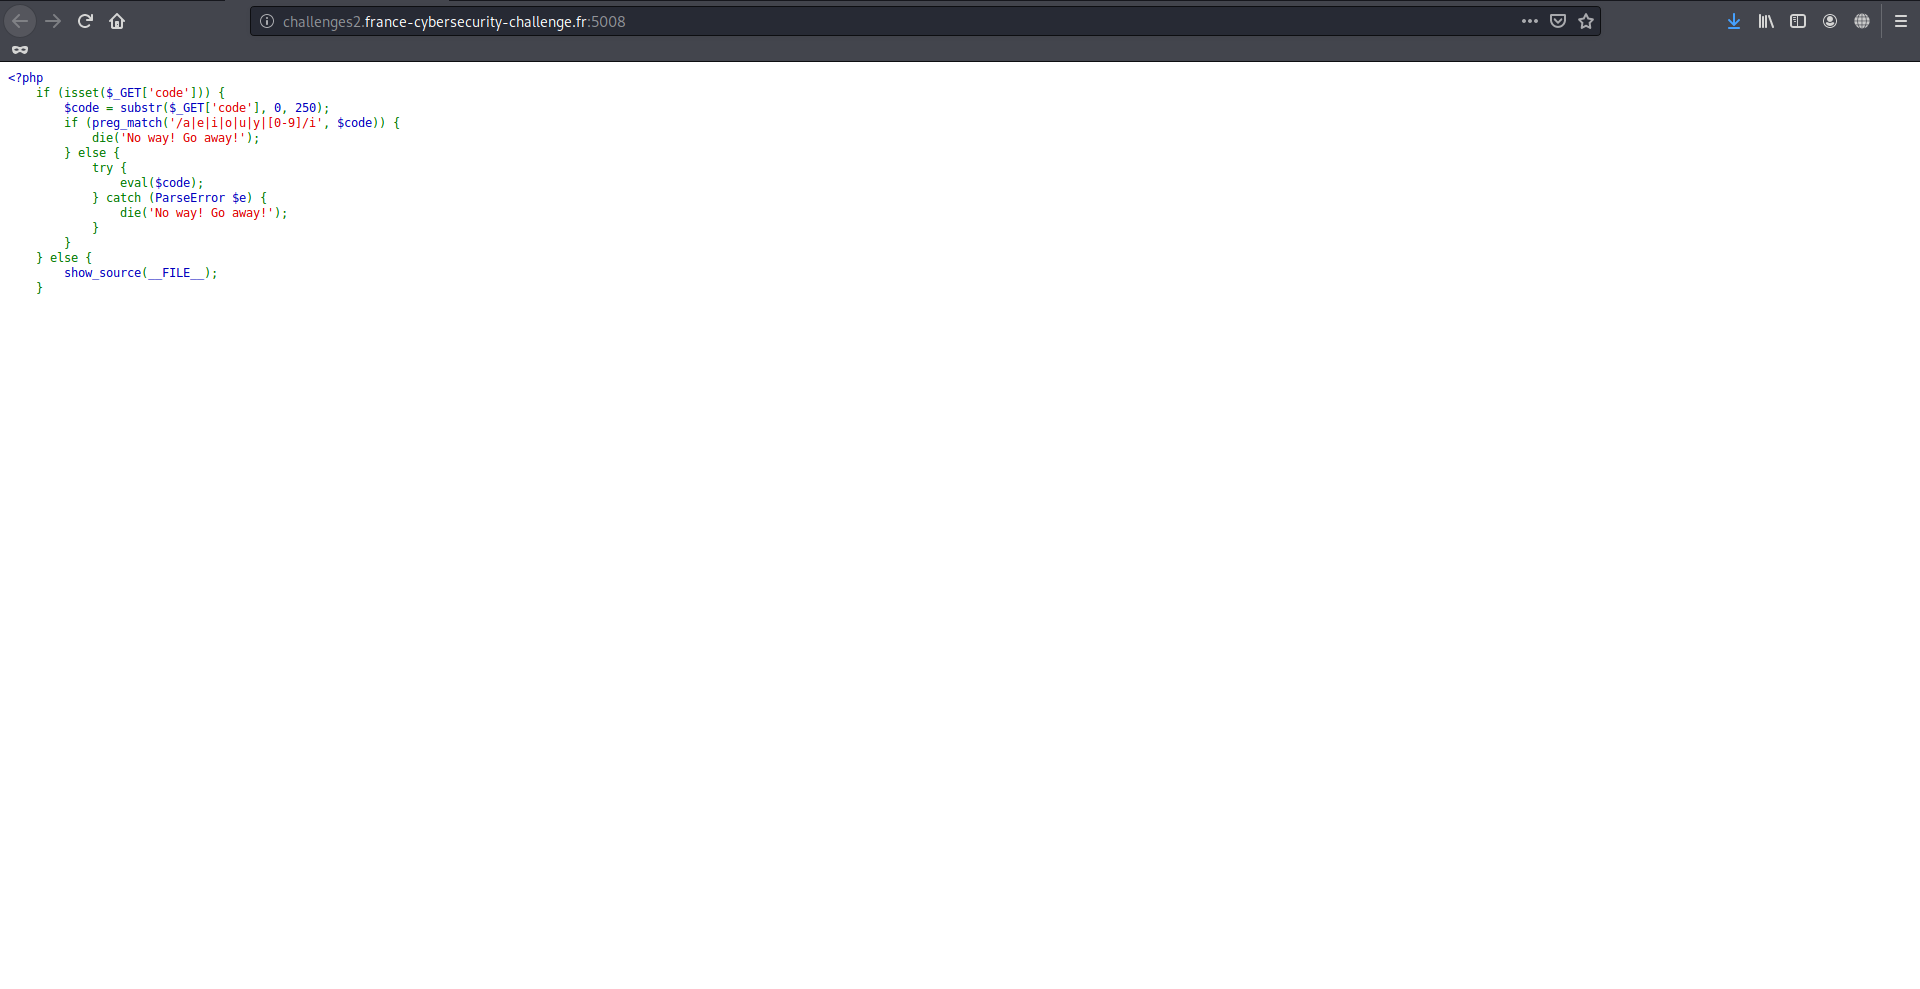 challenges2.france-cybersecurity-challenge.fr:5008
<?php
    if (isset($_GET['code'])) {
        $code = substr($_GET['code'], 0, 250);
        if (preg_match('/a|e|i|o|u|y|[0-9]/i', $code)) {
            die('No way! Go away!');
        } else {
            try {
                eval($code);
            } catch (ParseError $e) {
                die('No way! Go away!');
            }
        }
    } else {
        show_source(__FILE__);
    }